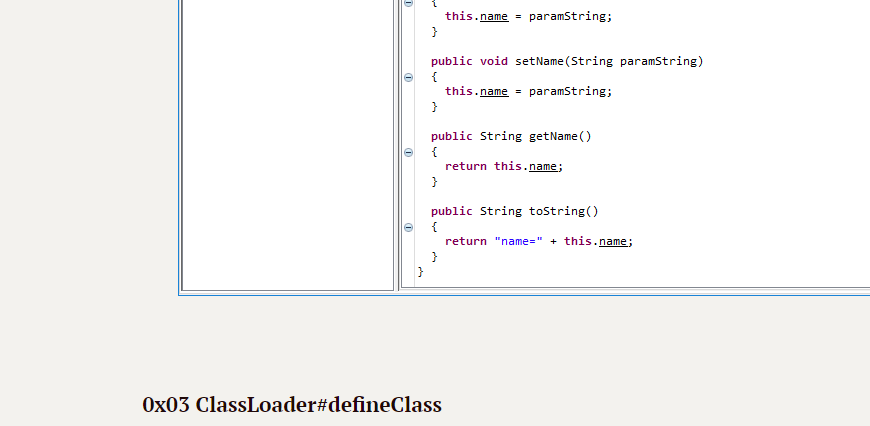 {
this.name = paramString;
}
public void setName(String paramString)
{
this.name = paramString;
}
public String getName()
{
return this.name;
}
public String toString()
{
return "name=" + this.name;
}
}
0x03 ClassLoader#defineClass